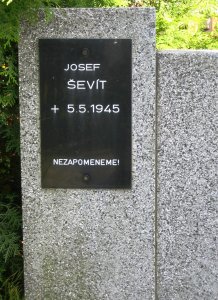 JOSEF
ŠEVÍT
+ 5.5.1945
NEZAPOMENEME!